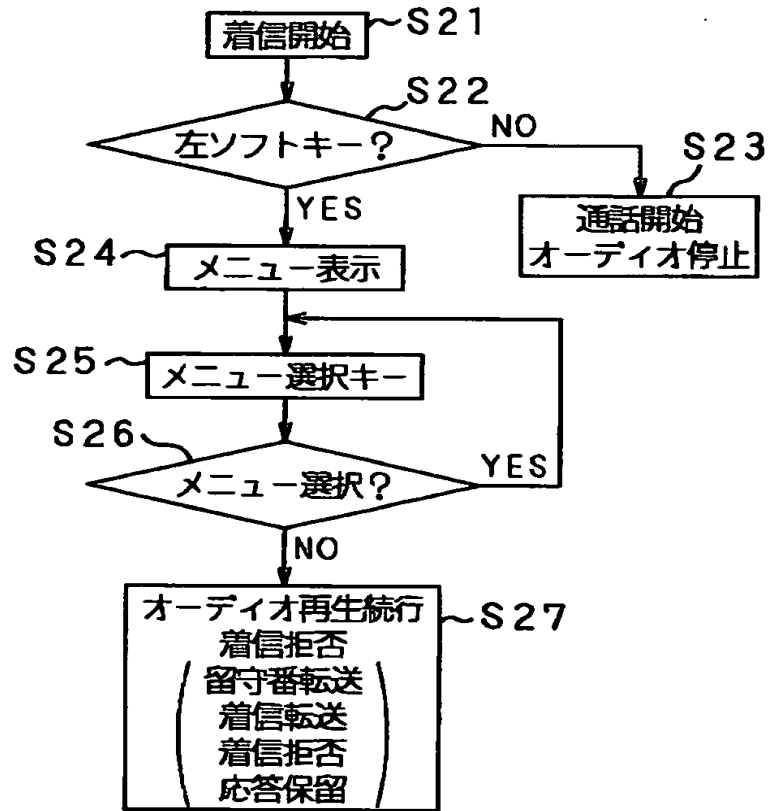 着信開始
S21
S22
左ソフトキー?
NO
S23
YES
通話開始
オーディオ停止
S24
メニュー表示
S25
メニュー選択キー
S26
メニュー選択?
YES
NO
オーディオ再生続行
S27
着信拒否
留守番転送
着信転送
着信拒否
応答保留